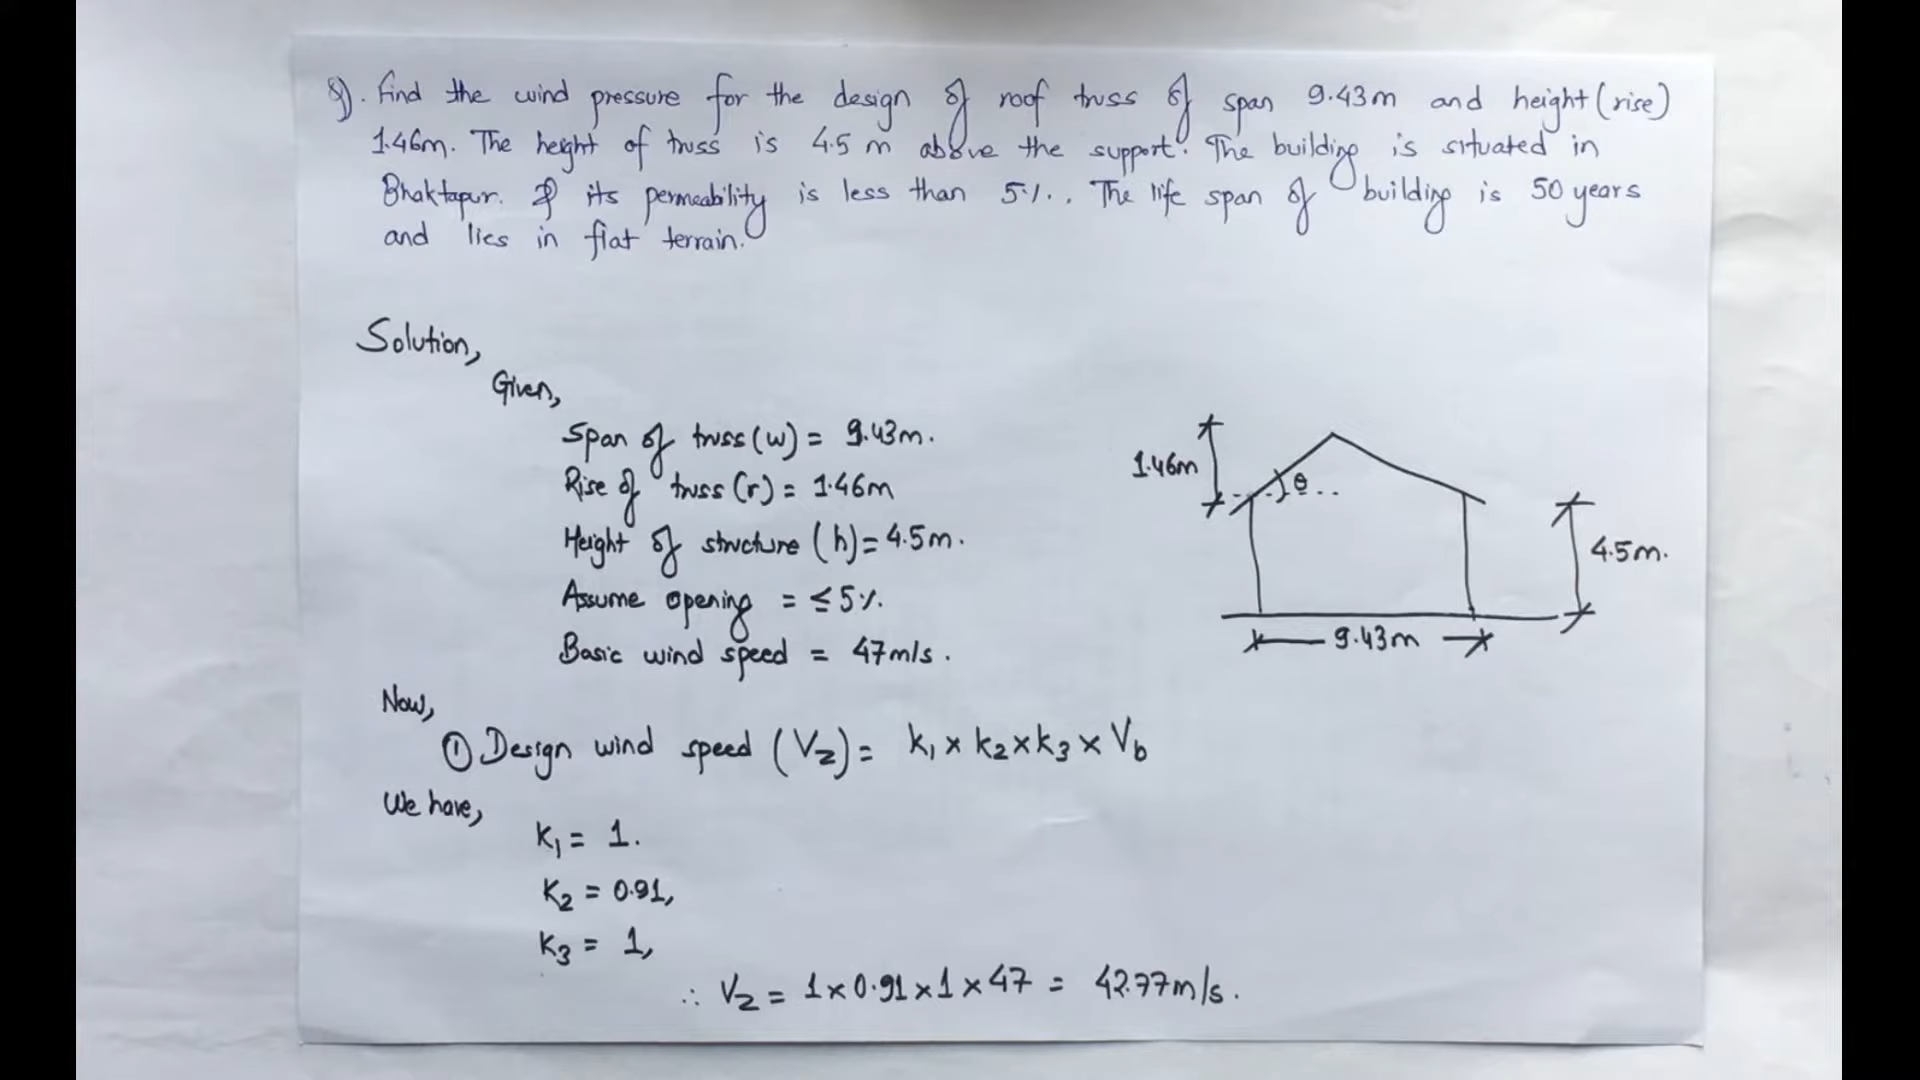 Q). Find the wind pressure for the design of roof truss of span 9.43m and height (rise)
1.46m. The height of truss is 4.5 m above the support. The building is situated in
Bhaktapur. & its permeability is less than 5%.. The life span of building is 50 years
and lies in flat terrain.
Solution,
Given,
Span of truss (w) = 9.43m.
Rise of truss (r) = 1.46m
Height of structure (h) = 4.5m.
Assume opening = ≤ 5%.
Basic wind speed = 47m/s.
1.46m
θ
4.5m.
9.43m
Now,
① Design wind speed (Vz) = k1 x k2 x k3 x Vb
We have,
K1 = 1.
K2 = 0.91,
K3 = 1,
∴ Vz = 1 x 0.91 x 1 x 47 = 42.77m/s.